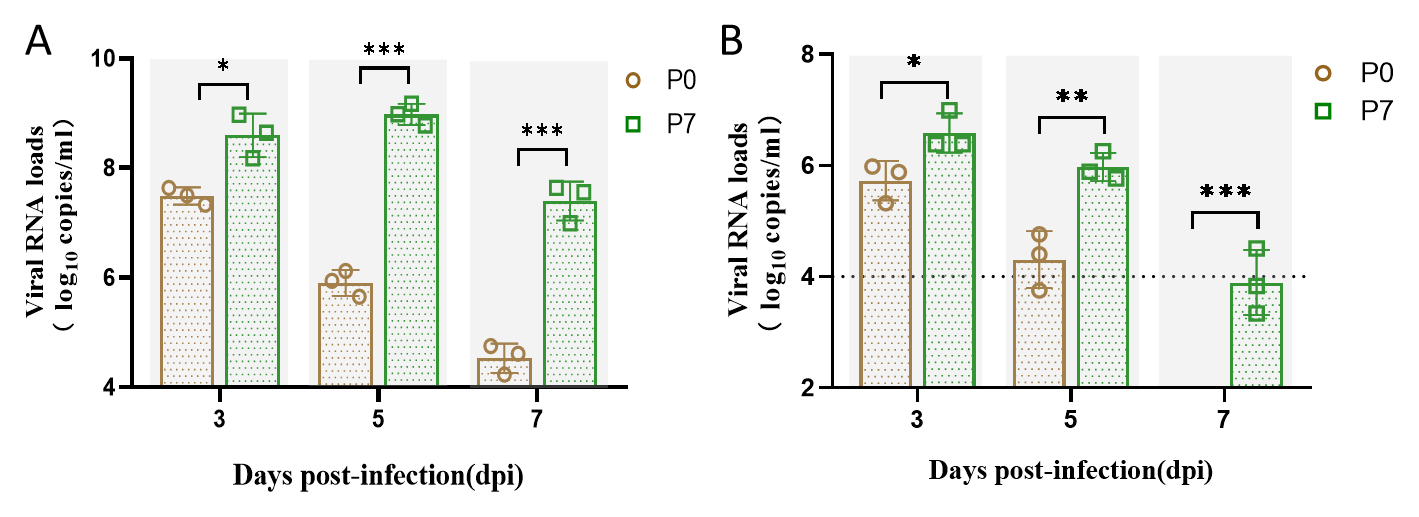 A
10
8
6
4
Viral RNA loads
( log10 copies/ml)
*
***
***
P0
P7
3 5 7
Days post-infection(dpi)
B
8
6
4
2
Viral RNA loads
( log10 copies/ml)
*
**
***
P0
P7
3 5 7
Days post-infection(dpi)